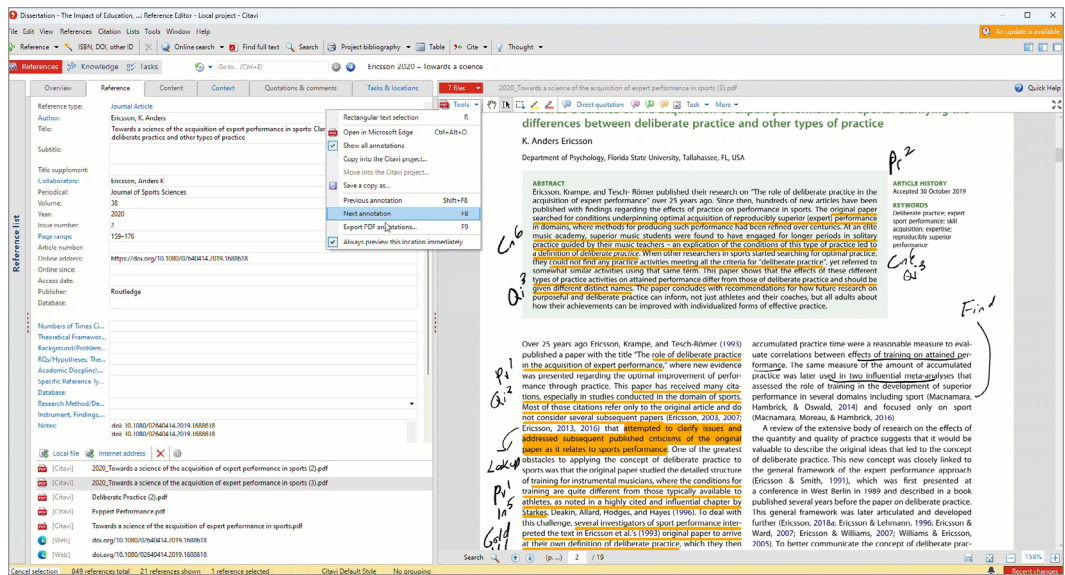 Dissertation - The Impact of Education, ...: Reference Editor - Local project - Citavi
File Edit View References Citation Lists Tools Window Help
An update is available
Reference ISBN, DOI, other ID Online search Find full text Search Project bibliography Table Cite Thought
References Knowledge Tasks Go to... (Ctrl+E) Ericsson 2020 – Towards a science
Overview Reference Content Context Quotations & comments Tasks & locations
7 files 2020_Towards a science of the acquisition of expert performance in sports (3).pdf Quick Help
Tools Direct quotation Task More
Reference list
Reference type: Journal Article
Author: Ericsson, K. Anders
Title: Towards a science of the acquisition of expert performance in sports: Clar
deliberate practice and other types of practice
Subtitle:
Title supplement:
Collaborators: Ericsson, Anders K
Periodical: Journal of Sports Sciences
Volume: 38
Year 2020
Issue number: 2
Page range: 159–176
Article number
Online address: https://doi.org/10.1080/02640414.2019.1688618
Online since:
Access date:
Publisher: Routledge
Database:
Numbers of Times Ci...
Theoretical Framewor...
Background/Problem...
RQs/Hypotheses; The...
Academic Discipline\...
Specific Reference Ty...
Database:
Research Method/De...
Instrument, Findings,...
Notes: doi: 10.1080/02640414.2019.1688618
doi: 10.1080/02640414.2019.1688618
Local file Internet address
[Citavi] 2020_Towards a science of the acquisition of expert performance in sports (2).pdf
[Citavi] 2020_Towards a science of the acquisition of expert performance in sports (3).pdf
[Citavi] Deliberate Practice (2).pdf
[Citavi] Exppert Performance.pdf
[Citavi] Towards a science of the acquisition of expert performance in sports.pdf
[Web] doi.org/10.1080/02640414.2019.1688618
[Web] doi.org/10.1080/02640414.2019.1688618
Rectangular text selection R
Open in Microsoft Edge Ctrl+Alt+O
Show all annotations
Copy into the Citavi project...
Move into the Citavi project...
Save a copy as...
Previous annotation Shift+F8
Next annotation F8
Export PDF annotations... F9
Always preview this location immediately
differences between deliberate practice and other types of practice
K. Anders Ericsson
Department of Psychology, Florida State University, Tallahassee, FL, USA
Pr 2
ABSTRACT
Ericsson, Krampe, and Tesch- Römer published their research on "The role of deliberate practice in the
acquisition of expert performance" over 25 years ago. Since then, hundreds of new articles have been
published with findings regarding the effects of practice on performance in sports. The original paper
searched for conditions underpinning optimal acquisition of reproducibly superior (expert) performance
in domains, where methods for producing such performance had been refined over centuries. At an elite
music academy, superior music students were found to have engaged for longer periods in solitary
practice guided by their music teachers – an explication of the conditions of this type of practice led to
a definition of deliberate practice. When other researchers in sports started searching for optimal practice,
they could not find any practice activities meeting all the criteria for "deliberate practice", yet referred to
somewhat similar activities using that same term. This paper shows that the effects of these different
types of practice activities on attained performance differ from those of deliberate practice and should be
given different distinct names. The paper concludes with recommendations for how future research on
purposeful and deliberate practice can inform, not just athletes and their coaches, but all adults about
how their achievements can be improved with individualized forms of effective practice.
ARTICLE HISTORY
Accepted 30 October 2019
KEYWORDS
Deliberate practice; expert
sport performance; skill
acquisition; expertise;
reproducibly superior
performance
Qi 3
Find
Over 25 years ago Ericsson, Krampe, and Tesch-Römer (1993)
published a paper with the title "The role of deliberate practice
in the acquisition of expert performance," where new evidence
was presented regarding the optimal improvement of perfor-
mance through practice. This paper has received many cita-
tions, especially in studies conducted in the domain of sports.
Most of those citations refer only to the original article and do
not consider several subsequent papers (Ericsson, 2003, 2007;
Ericsson, 2013, 2016) that attempted to clarify issues and
addressed subsequent published criticisms of the original
paper as it relates to sports performance. One of the greatest
obstacles to applying the concept of deliberate practice to
sports was that the original paper studied the detailed structure
of training for instrumental musicians, where the conditions for
training are quite different from those typically available to
athletes, as noted in a highly cited and influential chapter by
Starkes, Deakin, Allard, Hodges, and Hayes (1996). To deal with
this challenge, several investigators of sport performance inter-
preted the text in Ericsson et al.'s (1993) original paper to arrive
at their own definition of deliberate practice, which they then
Pr 1
Qi 2
accumulated practice time were a reasonable measure to eval-
uate correlations between effects of training on attained per-
formance. The same measure of the amount of accumulated
practice was later used in two influential meta-analyses that
assessed the role of training in the development of superior
performance in several domains including sport (Macnamara,
Hambrick, & Oswald, 2014) and focused only on sport
(Macnamara, Moreau, & Hambrick, 2016)
A review of the extensive body of research on the effects of
the quantity and quality of practice suggests that it would be
valuable to describe the original ideas that led to the concept
of deliberate practice. This new concept was closely linked to
the general framework of the expert performance approach
(Ericsson & Smith, 1991), which was first presented at
a conference in West Berlin in 1989 and described in a book
published several years before the paper on deliberate practice.
This general framework was later articulated and developed
further (Ericsson, 2018a; Ericsson & Lehmann, 1996; Ericsson &
Ward, 2007; Ericsson & Williams, 2007; Williams & Ericsson,
2005). To better communicate the concept of deliberate prac-
Search (p. ...) 2 / 19 158%
Cancel selection 849 references total 21 references shown 1 reference selected Citavi Default Style No grouping Recent changes